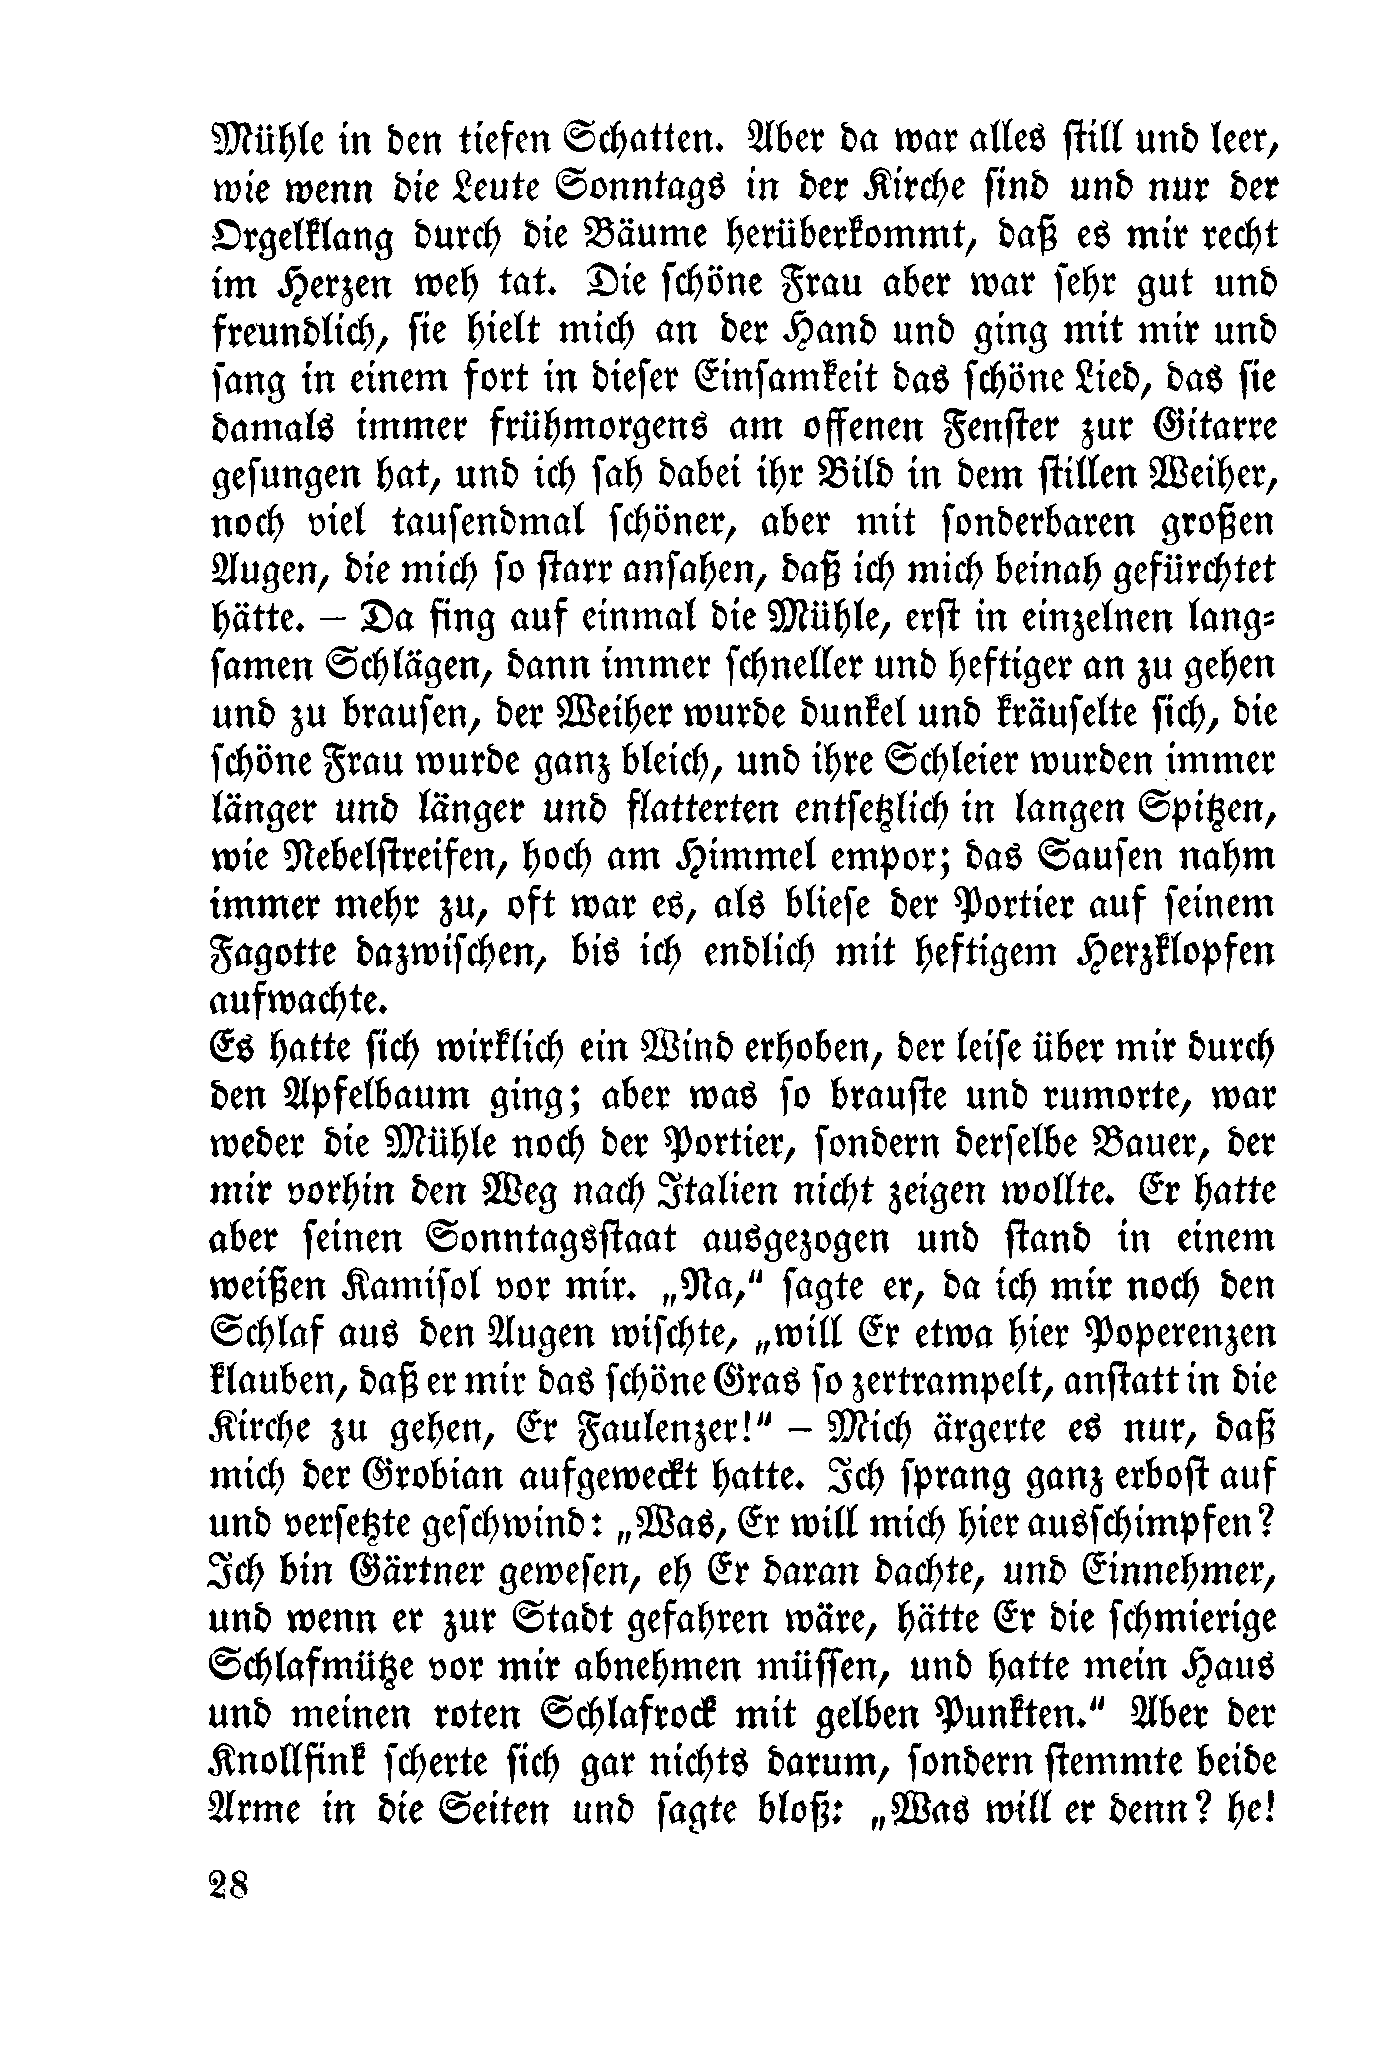 Mühle in den tiefen Schatten. Aber da war alles still und leer,
wie wenn die Leute Sonntags in der Kirche sind und nur der
Orgelklang durch die Bäume herüberkommt, daß es mir recht
im Herzen weh tat. Die schöne Frau aber war sehr gut und
freundlich, sie hielt mich an der Hand und ging mit mir und
sang in einem fort in dieser Einsamkeit das schöne Lied, das sie
damals immer frühmorgens am offenen Fenster zur Gitarre
gesungen hat, und ich sah dabei ihr Bild in dem stillen Weiher,
noch viel tausendmal schöner, aber mit sonderbaren großen
Augen, die mich so starr ansahen, daß ich mich beinah gefürchtet
hätte. – Da fing auf einmal die Mühle, erst in einzelnen lang-
samen Schlägen, dann immer schneller und heftiger an zu gehen
und zu brausen, der Weiher wurde dunkel und kräuselte sich, die
schöne Frau wurde ganz bleich, und ihre Schleier wurden immer
länger und länger und flatterten entsetzlich in langen Spitzen,
wie Nebelstreifen, hoch am Himmel empor; das Sausen nahm
immer mehr zu, oft war es, als bliese der Portier auf seinem
Fagotte dazwischen, bis ich endlich mit heftigem Herzklopfen
aufwachte.
Es hatte sich wirklich ein Wind erhoben, der leise über mir durch
den Apfelbaum ging; aber was so brauste und rumorte, war
weder die Mühle noch der Portier, sondern derselbe Bauer, der
mir vorhin den Weg nach Italien nicht zeigen wollte. Er hatte
aber seinen Sonntagsstaat ausgezogen und stand in einem
weißen Kamisol vor mir. „Na,“ sagte er, da ich mir noch den
Schlaf aus den Augen wischte, „will Er etwa hier Poperenzen
klauben, daß er mir das schöne Gras so zertrampelt, anstatt in die
Kirche zu gehen, Er Faulenzer!“ – Mich ärgerte es nur, daß
mich der Grobian aufgeweckt hatte. Ich sprang ganz erbost auf
und versetzte geschwind: „Was, Er will mich hier ausschimpfen?
Ich bin Gärtner gewesen, eh Er daran dachte, und Einnehmer,
und wenn er zur Stadt gefahren wäre, hätte Er die schmierige
Schlafmütze vor mir abnehmen müssen, und hatte mein Haus
und meinen roten Schlafrock mit gelben Punkten.“ Aber der
Knollfink scherte sich gar nichts darum, sondern stemmte beide
Arme in die Seiten und sagte bloß: „Was will er denn? he!
28